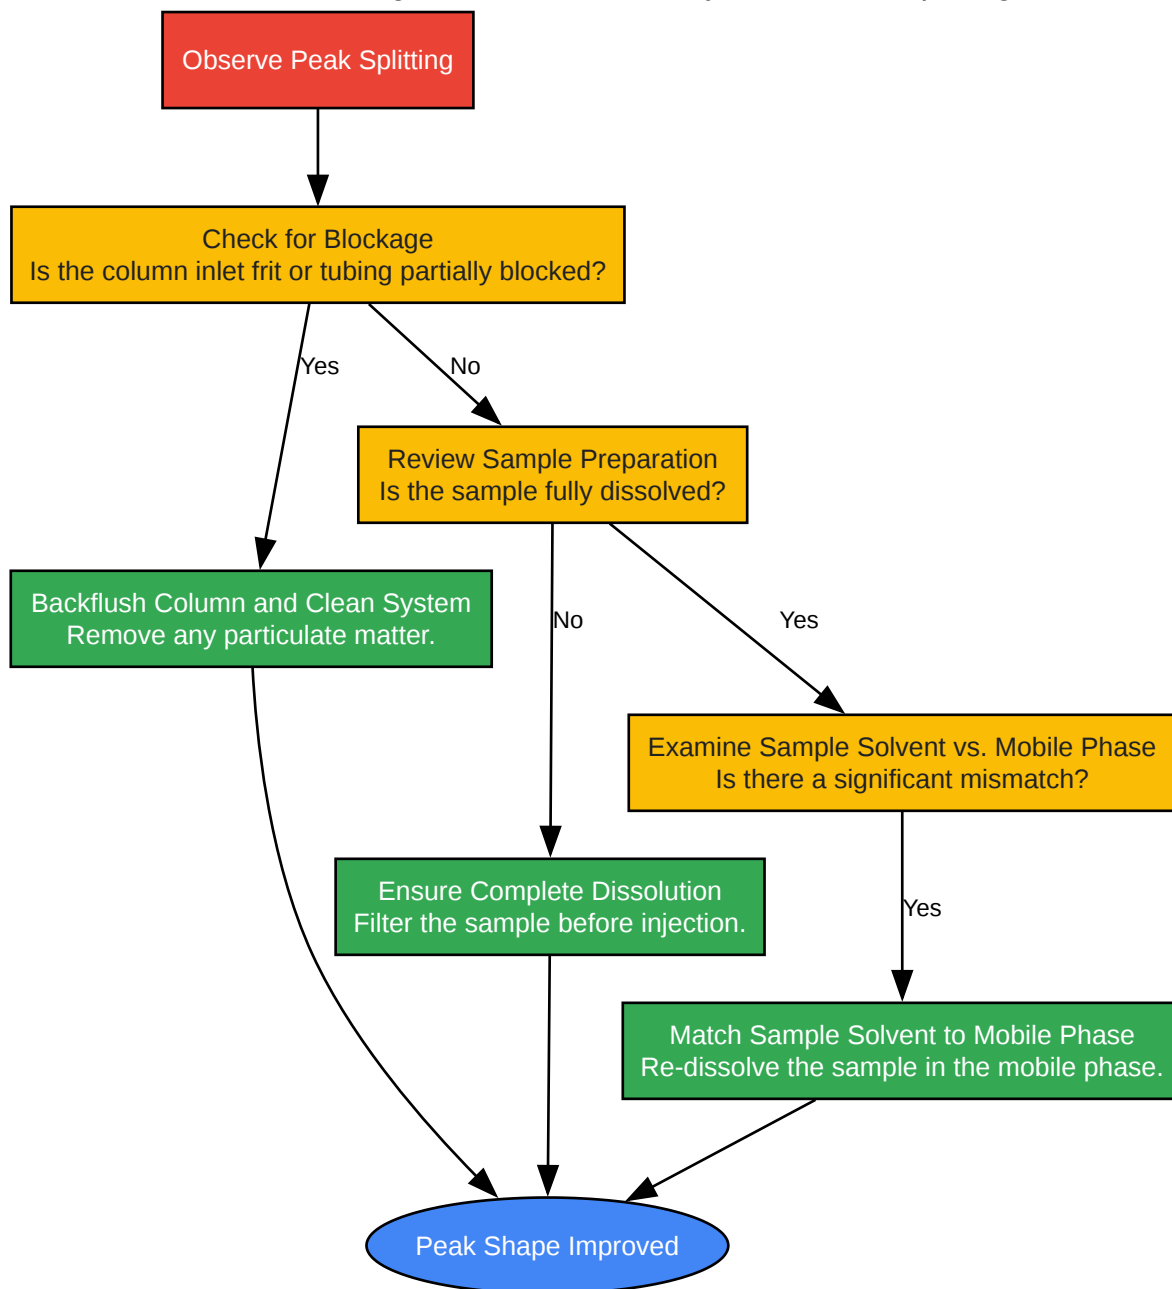 Observe Peak Splitting
Check for Blockage
Is the column inlet frit or tubing partially blocked?
Yes
No
Review Sample Preparation
Is the sample fully dissolved?
Backflush Column and Clean System
Remove any particulate matter.
No
Yes
Examine Sample Solvent vs. Mobile Phase
Is there a significant mismatch?
Ensure Complete Dissolution
Filter the sample before injection.
Yes
Match Sample Solvent to Mobile Phase
Re-dissolve the sample in the mobile phase.
Peak Shape Improved